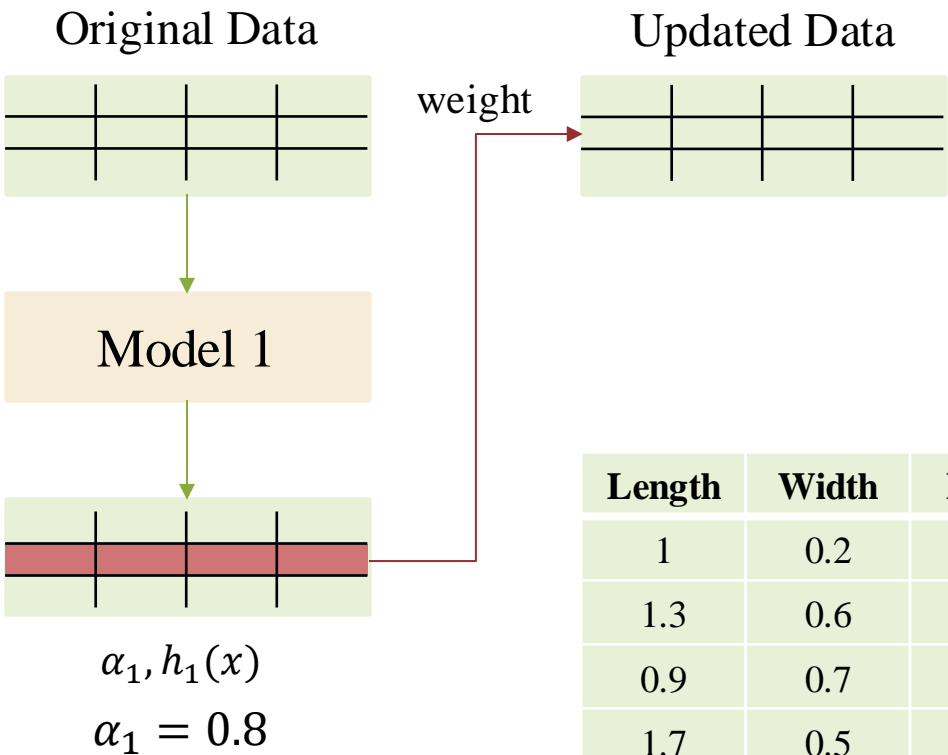 Original Data
Updated Data
weight
Model 1
α₁, h₁(x)
α₁ = 0.8
Length Width
1 0.2
1.3 0.6
0.9 0.7
1.7 0.5